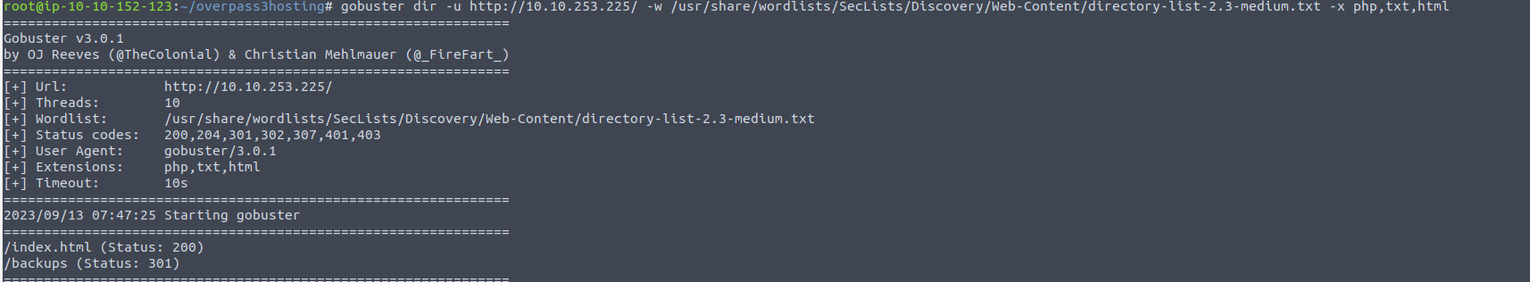 root@ip-10-10-152-123:~/overpass3hosting# gobuster dir -u http://10.10.253.225/ -w /usr/share/wordlists/SecLists/Discovery/Web-Content/directory-list-2.3-medium.txt -x php,txt,html
===============================================================
Gobuster v3.0.1
by OJ Reeves (@TheColonial) & Christian Mehlmauer (@_FireFart_)
===============================================================
[+] Url:            http://10.10.253.225/
[+] Threads:        10
[+] Wordlist:       /usr/share/wordlists/SecLists/Discovery/Web-Content/directory-list-2.3-medium.txt
[+] Status codes:   200,204,301,302,307,401,403
[+] User Agent:     gobuster/3.0.1
[+] Extensions:     php,txt,html
[+] Timeout:        10s
===============================================================
2023/09/13 07:47:25 Starting gobuster
===============================================================
/index.html (Status: 200)
/backups (Status: 301)
===============================================================